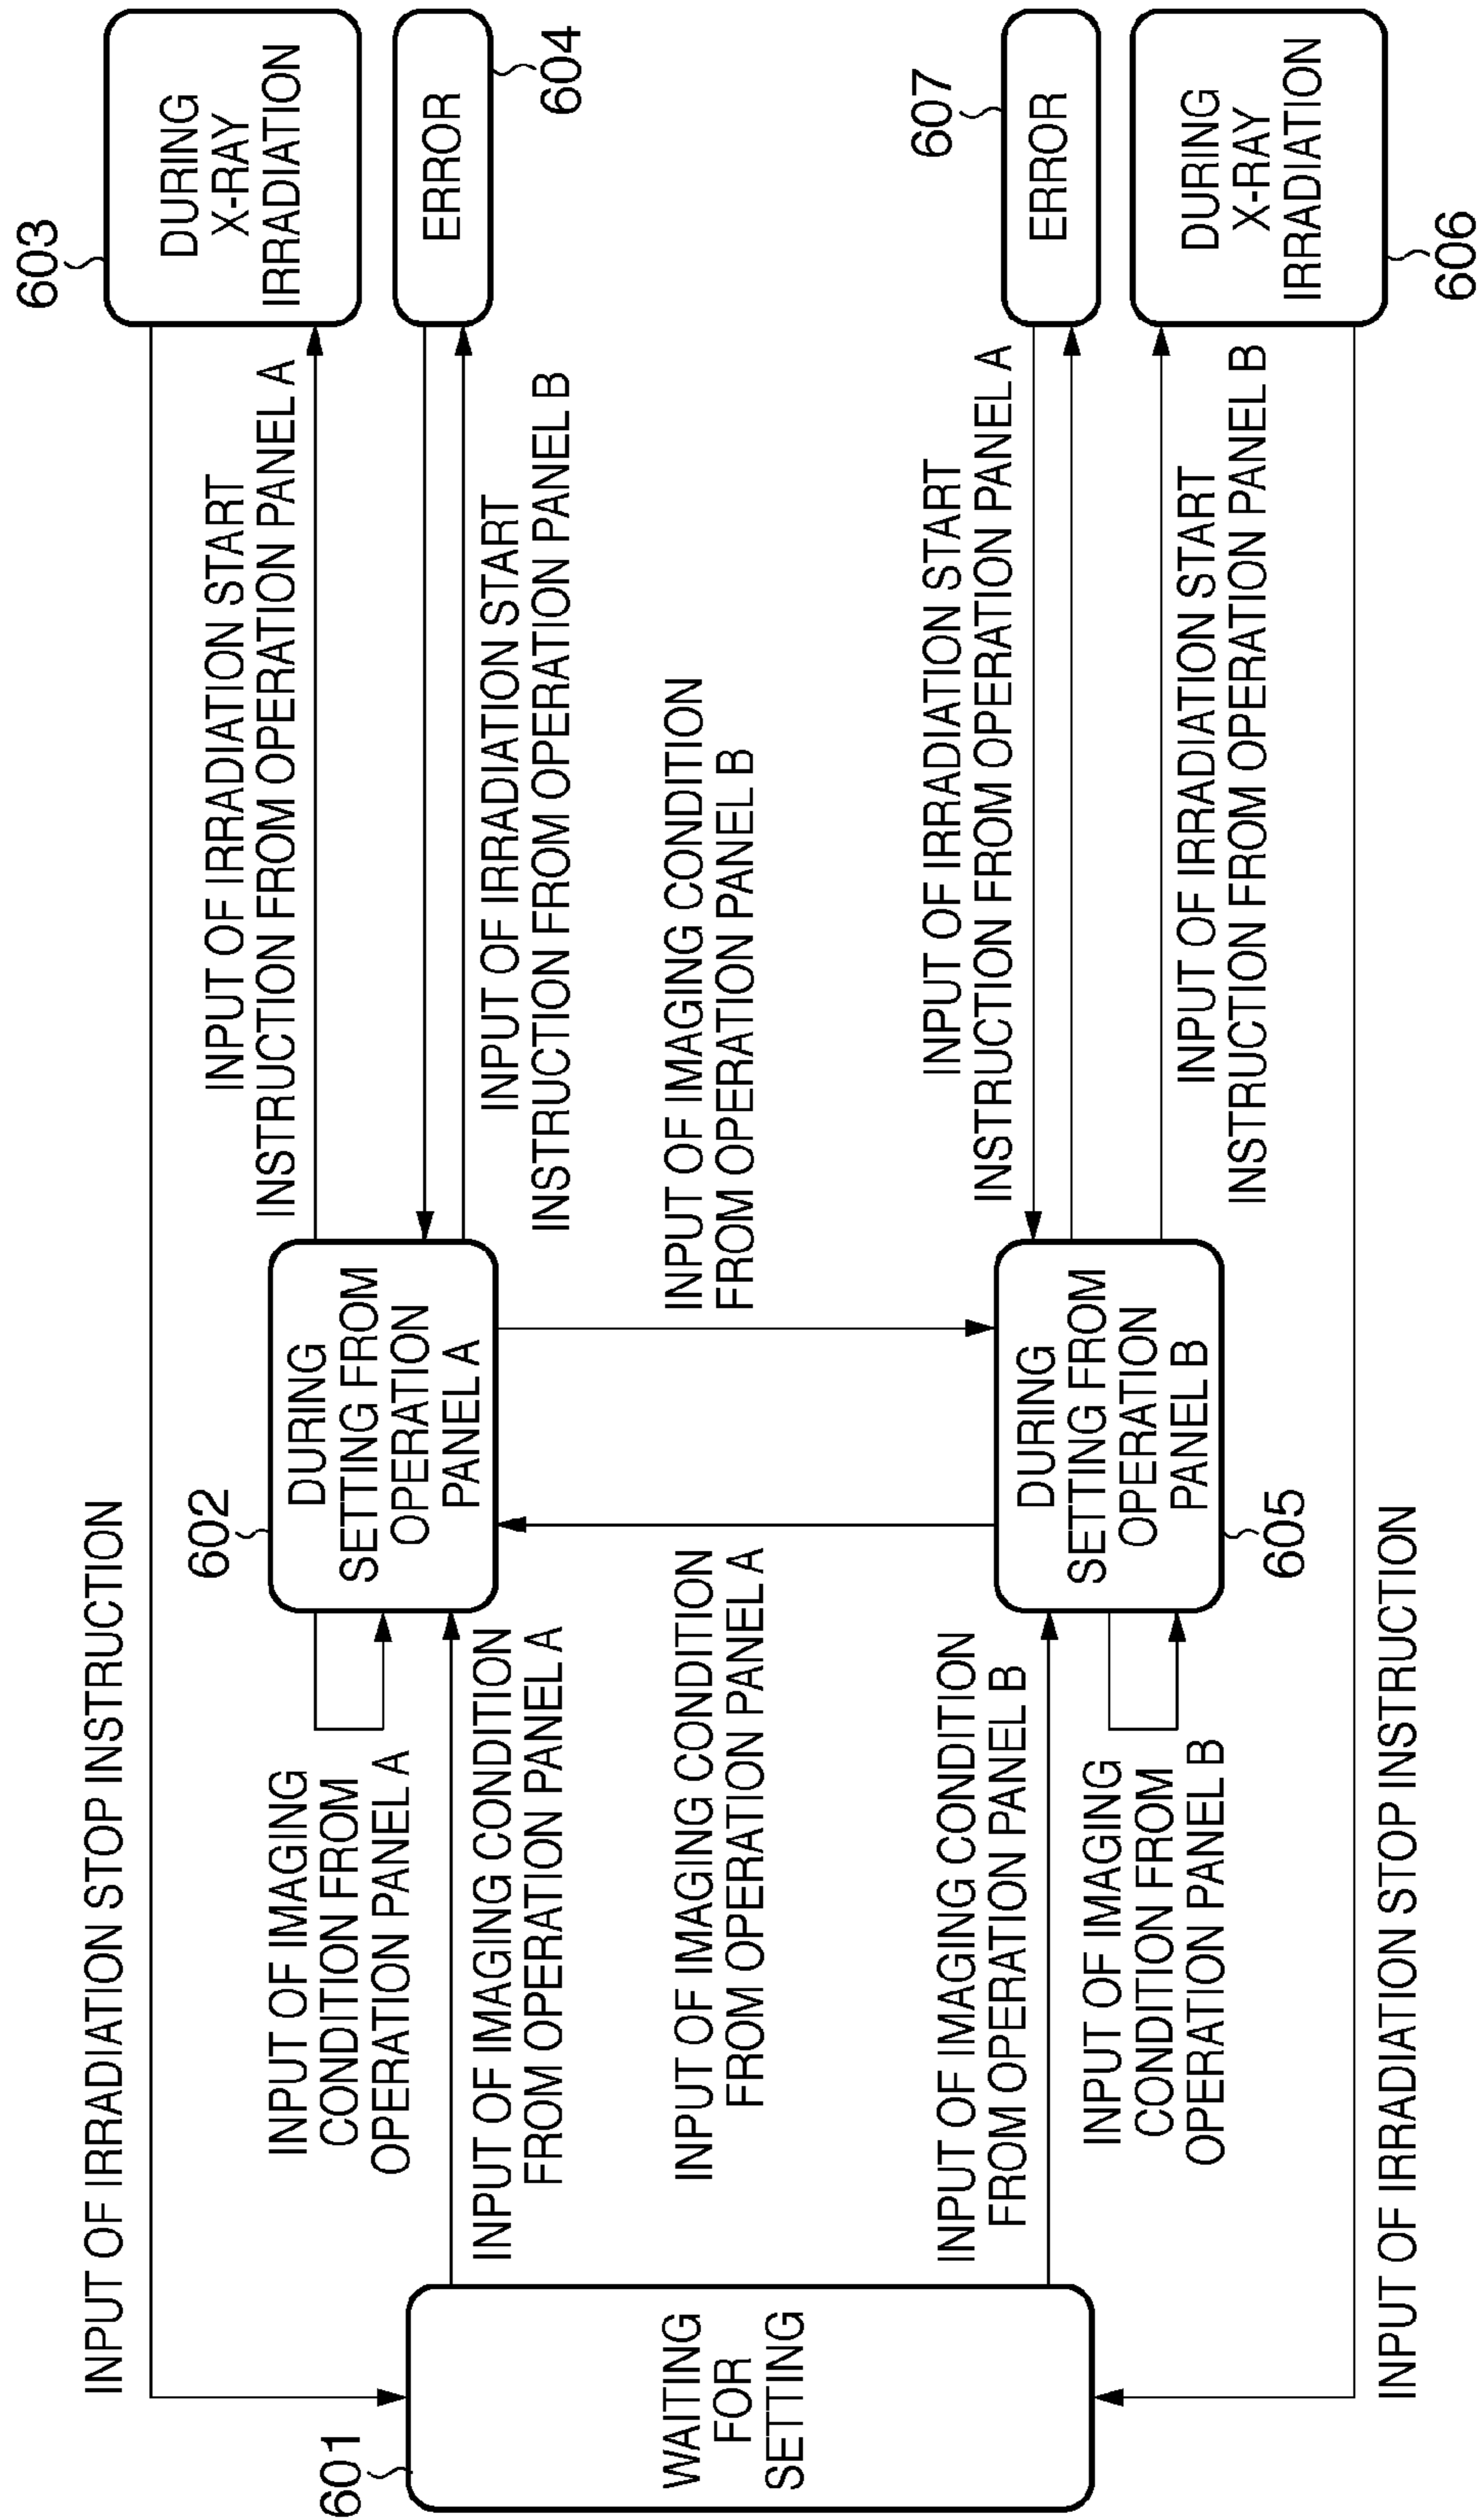 601
WAITING
FOR
SETTING
INPUT OF IRRADIATION STOP INSTRUCTION
INPUT OF IMAGING
CONDITION FROM
OPERATION PANEL A
INPUT OF IMAGING CONDITION
FROM OPERATION PANEL A
602
DURING
SETTING FROM
OPERATION
PANEL A
INPUT OF IRRADIATION START
INSTRUCTION FROM OPERATION PANEL A
603
DURING
X-RAY
IRRADIATION
ERROR
604
INPUT OF IRRADIATION START
INSTRUCTION FROM OPERATION PANEL B
INPUT OF IMAGING CONDITION
FROM OPERATION PANEL B
INPUT OF IMAGING CONDITION
FROM OPERATION PANEL A
INPUT OF IMAGING CONDITION
FROM OPERATION PANEL B
INPUT OF IMAGING
CONDITION FROM
OPERATION PANEL B
DURING
SETTING FROM
OPERATION
PANEL B
605
INPUT OF IRRADIATION START
INSTRUCTION FROM OPERATION PANEL A
607
ERROR
INPUT OF IRRADIATION START
INSTRUCTION FROM OPERATION PANEL B
DURING
X-RAY
IRRADIATION
606
INPUT OF IRRADIATION STOP INSTRUCTION